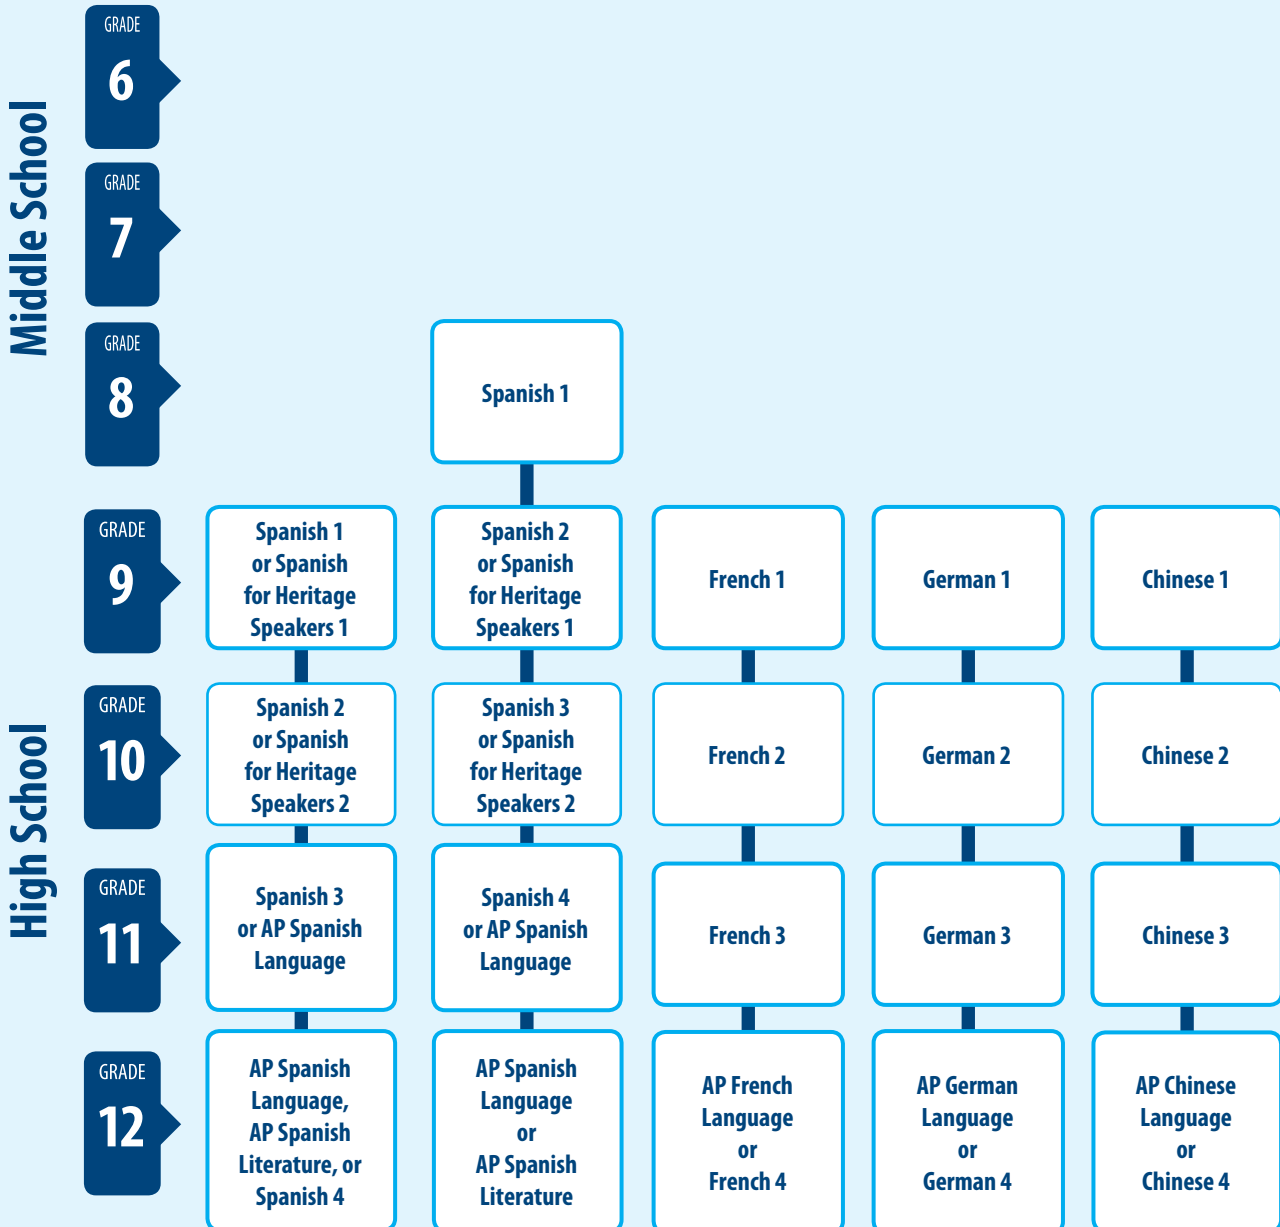 Middle School
GRADE
6
GRADE
7
GRADE
8
Spanish 1
High School
GRADE
9
Spanish 1
or Spanish
for Heritage
Speakers 1
Spanish 2
or Spanish
for Heritage
Speakers 1
French 1
German 1
Chinese 1
GRADE
10
Spanish 2
or Spanish
for Heritage
Speakers 2
Spanish 3
or Spanish
for Heritage
Speakers 2
French 2
German 2
Chinese 2
GRADE
11
Spanish 3
or AP Spanish
Language
Spanish 4
or AP Spanish
Language
French 3
German 3
Chinese 3
GRADE
12
AP Spanish
Language,
AP Spanish
Literature, or
Spanish 4
AP Spanish
Language
or
AP Spanish
Literature
AP French
Language
or
French 4
AP German
Language
or
German 4
AP Chinese
Language
or
Chinese 4